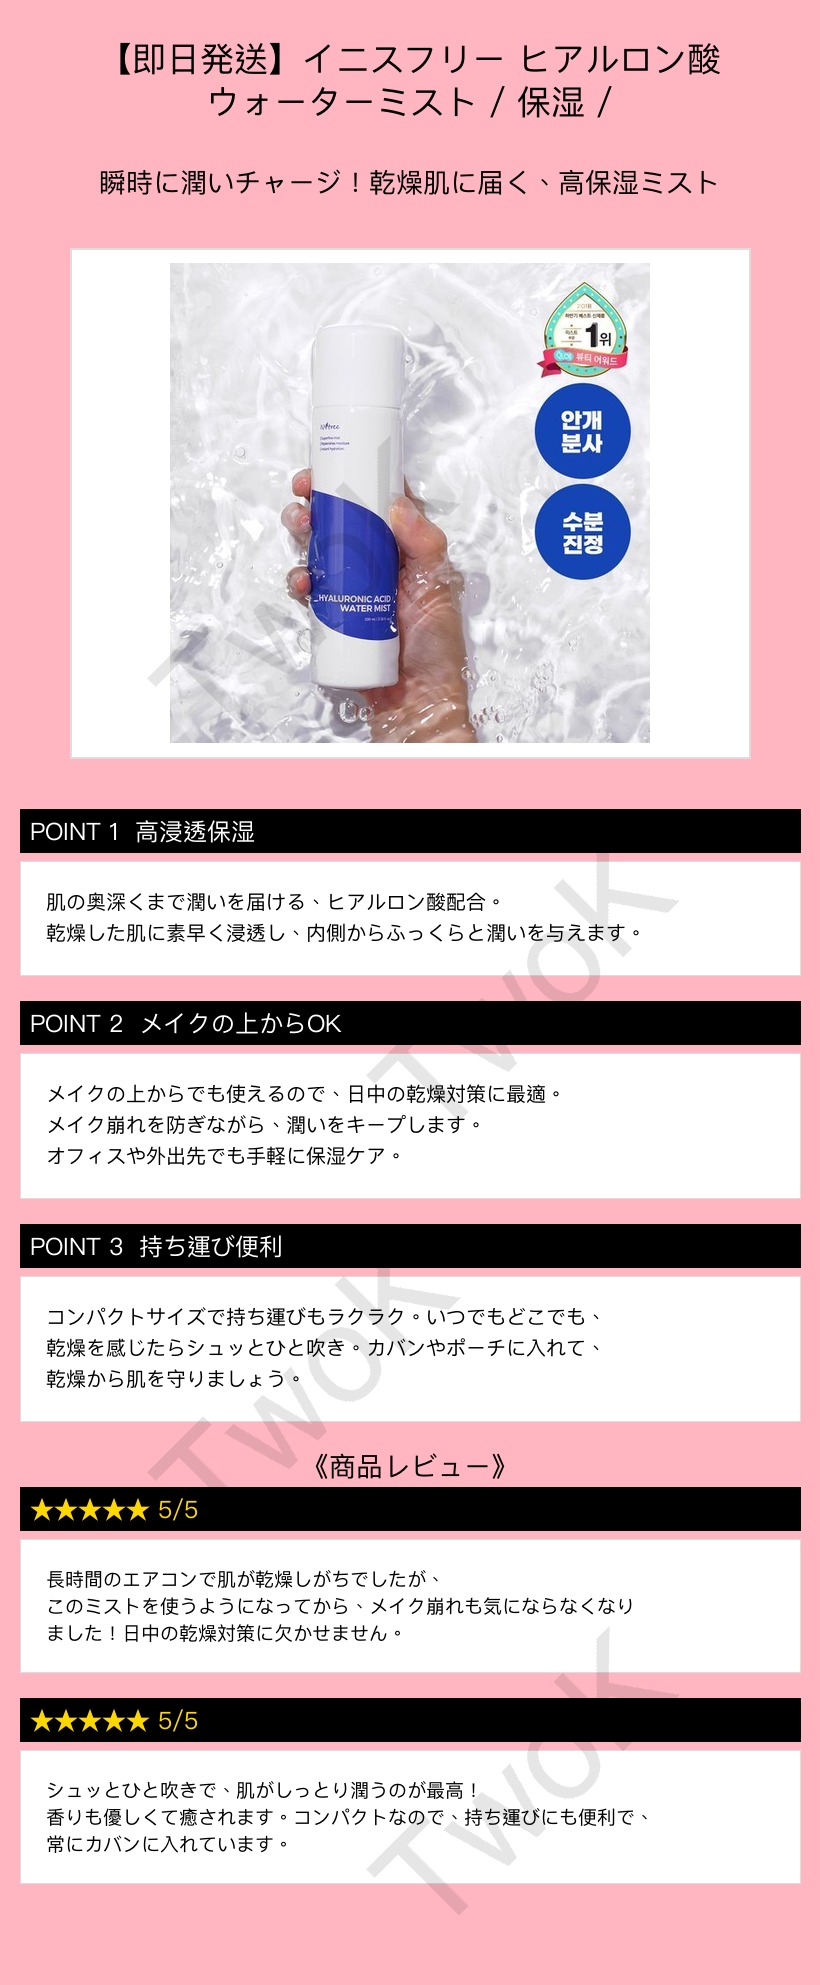 【即日発送】イニスフリー ヒアルロン酸
ウォーターミスト / 保湿 /
瞬時に潤いチャージ！乾燥肌に届く、高保湿ミスト
하반기 베스트 신제품
미스트
1위
뷰티 어워드
안개
분사
수분
진정
Isntree
HYALURONIC ACID
WATER MIST
POINT 1 高浸透保湿
肌の奥深くまで潤いを届ける、ヒアルロン酸配合。
乾燥した肌に素早く浸透し、内側からふっくらと潤いを与えます。
POINT 2 メイクの上からOK
メイクの上からでも使えるので、日中の乾燥対策に最適。
メイク崩れを防ぎながら、潤いをキープします。
オフィスや外出先でも手軽に保湿ケア。
POINT 3 持ち運び便利
コンパクトサイズで持ち運びもラクラク。いつでもどこでも、
乾燥を感じたらシュッとひと吹き。カバンやポーチに入れて、
乾燥から肌を守りましょう。
《商品レビュー》
★★★★★ 5/5
長時間のエアコンで肌が乾燥しがちでしたが、
このミストを使うようになってから、メイク崩れも気にならなくなり
ました！日中の乾燥対策に欠かせません。
★★★★★ 5/5
シュッとひと吹きで、肌がしっとり潤うのが最高！
香りも優しくて癒されます。コンパクトなので、持ち運びにも便利で、
常にカバンに入れています。
TwoK
TwoK
TwoK
TwoK